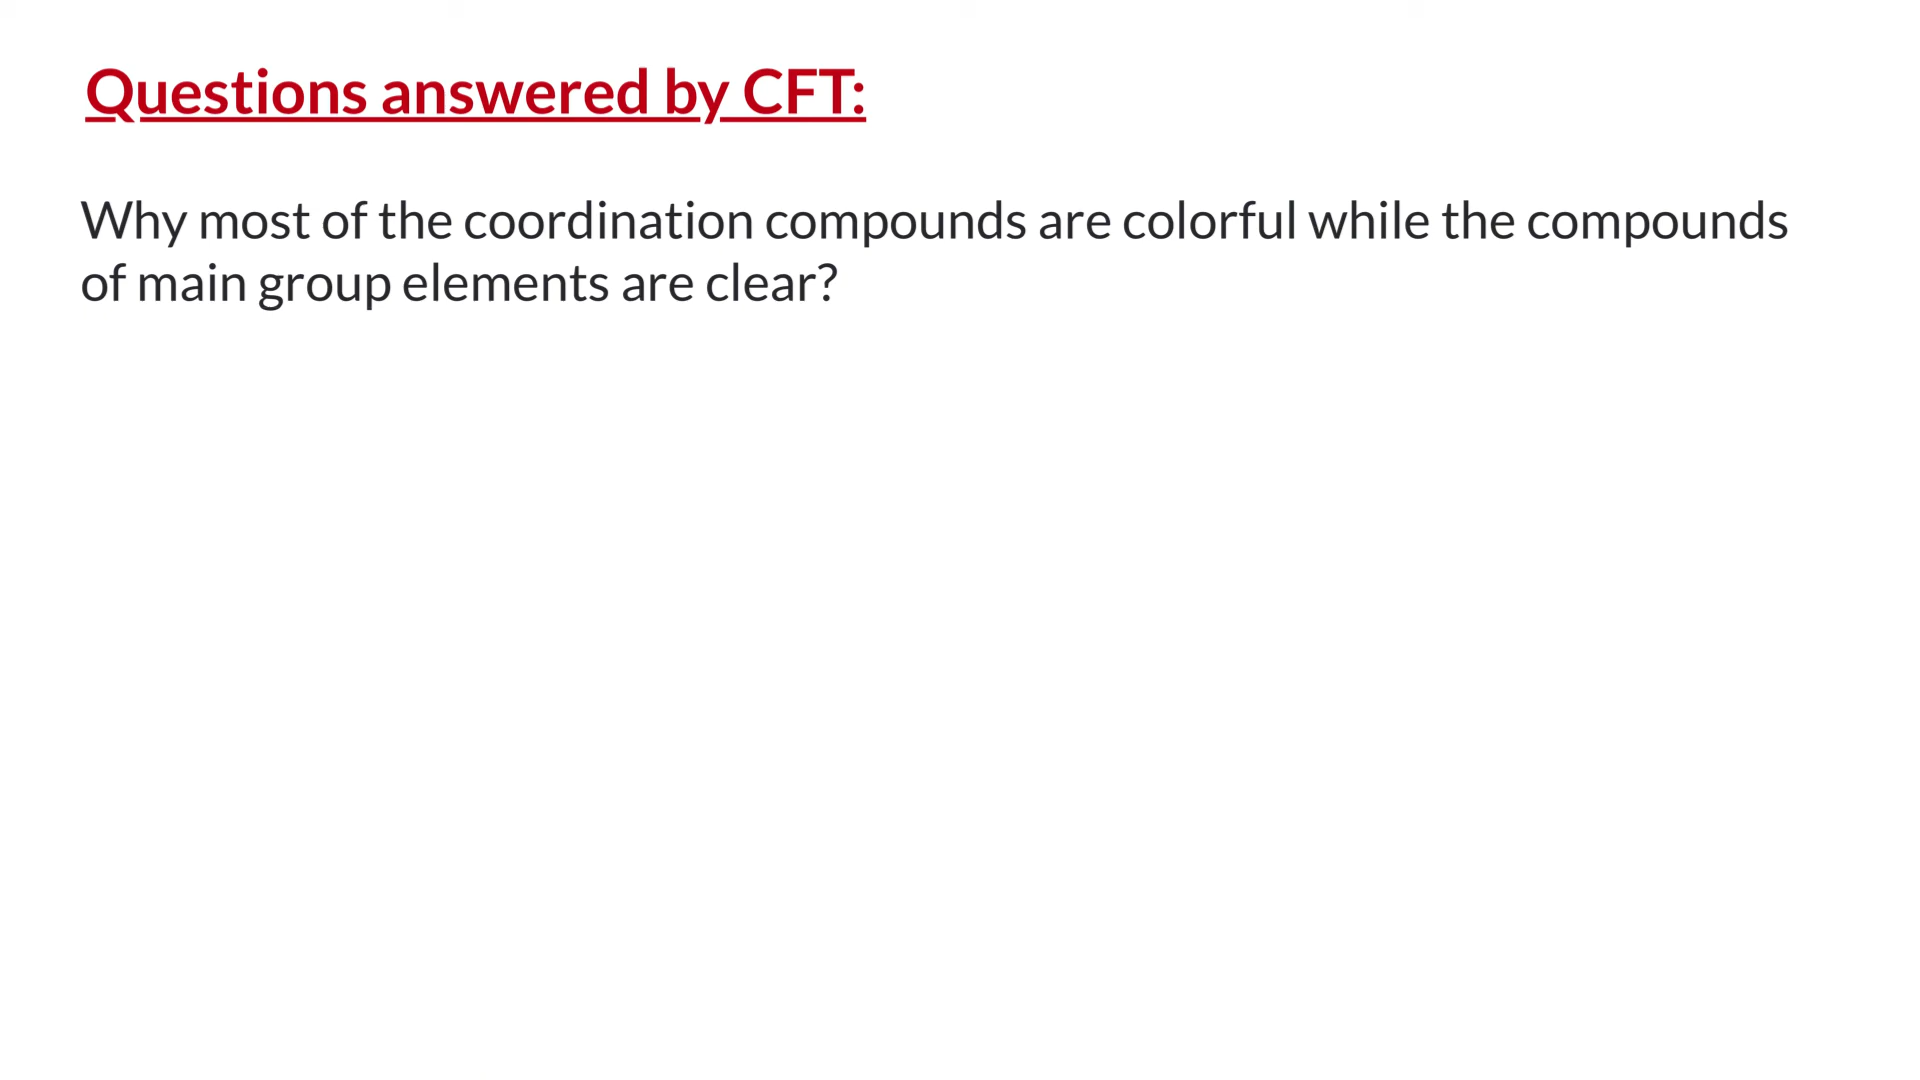 Questions answered by CFT:
Why most of the coordination compounds are colorful while the compounds
of main group elements are clear?